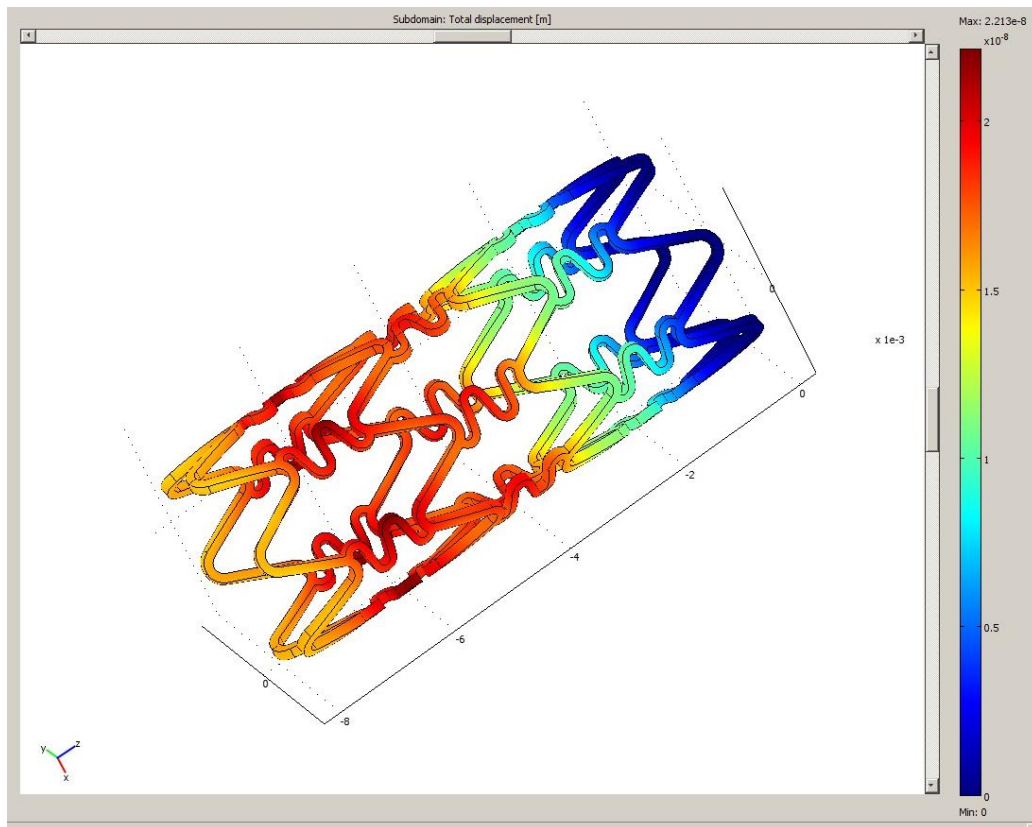 Subdomain: Total displacement [m]
Max: 2.213e-8
x10-8
2
0
x 1e-3
0
1.5
-2
1
-4
-6
0.5
0
-8
y z
x
0
Min: 0